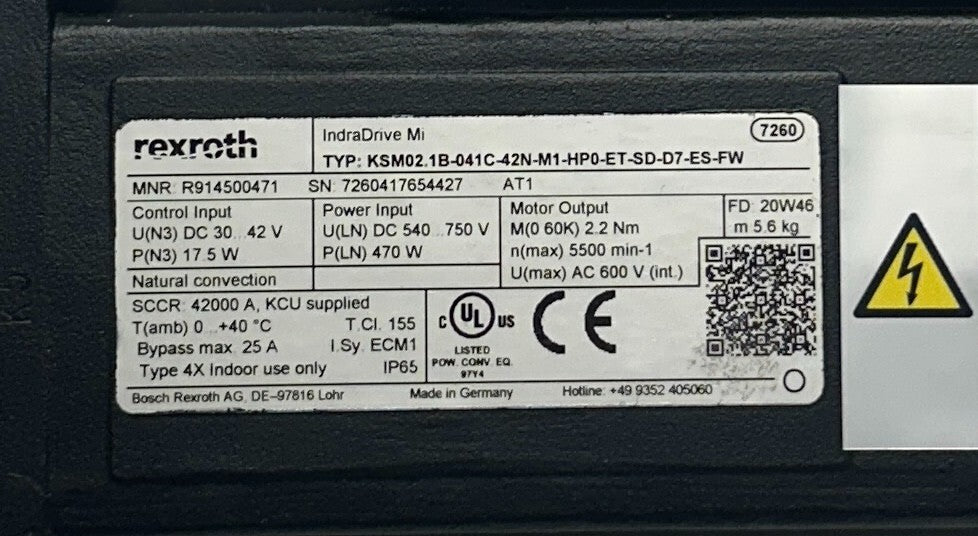 rexroth
IndraDrive Mi
7260
TYP: KSM02.1B-041C-42N-M1-HP0-ET-SD-D7-ES-FW
MNR: R914500471 SN: 7260417654427 AT1
Control Input
U(N3) DC 30...42 V
P(N3) 17.5 W
Natural convection
Power Input
U(LN) DC 540...750 V
P(LN) 470 W
Motor Output
M(0 60K) 2.2 Nm
n(max) 5500 min-1
U(max) AC 600 V (int.)
FD: 20W46
m 5.6 kg
SCCR: 42000 A, KCU supplied
T(amb) 0...+40 °C T.Cl. 155
Bypass max. 25 A I.Sy. ECM1
Type 4X Indoor use only IP65
C UL US
LISTED
POW. CONV. EQ.
97Y4
CE
Bosch Rexroth AG, DE-97816 Lohr Made in Germany Hotline: +49 9352 405060